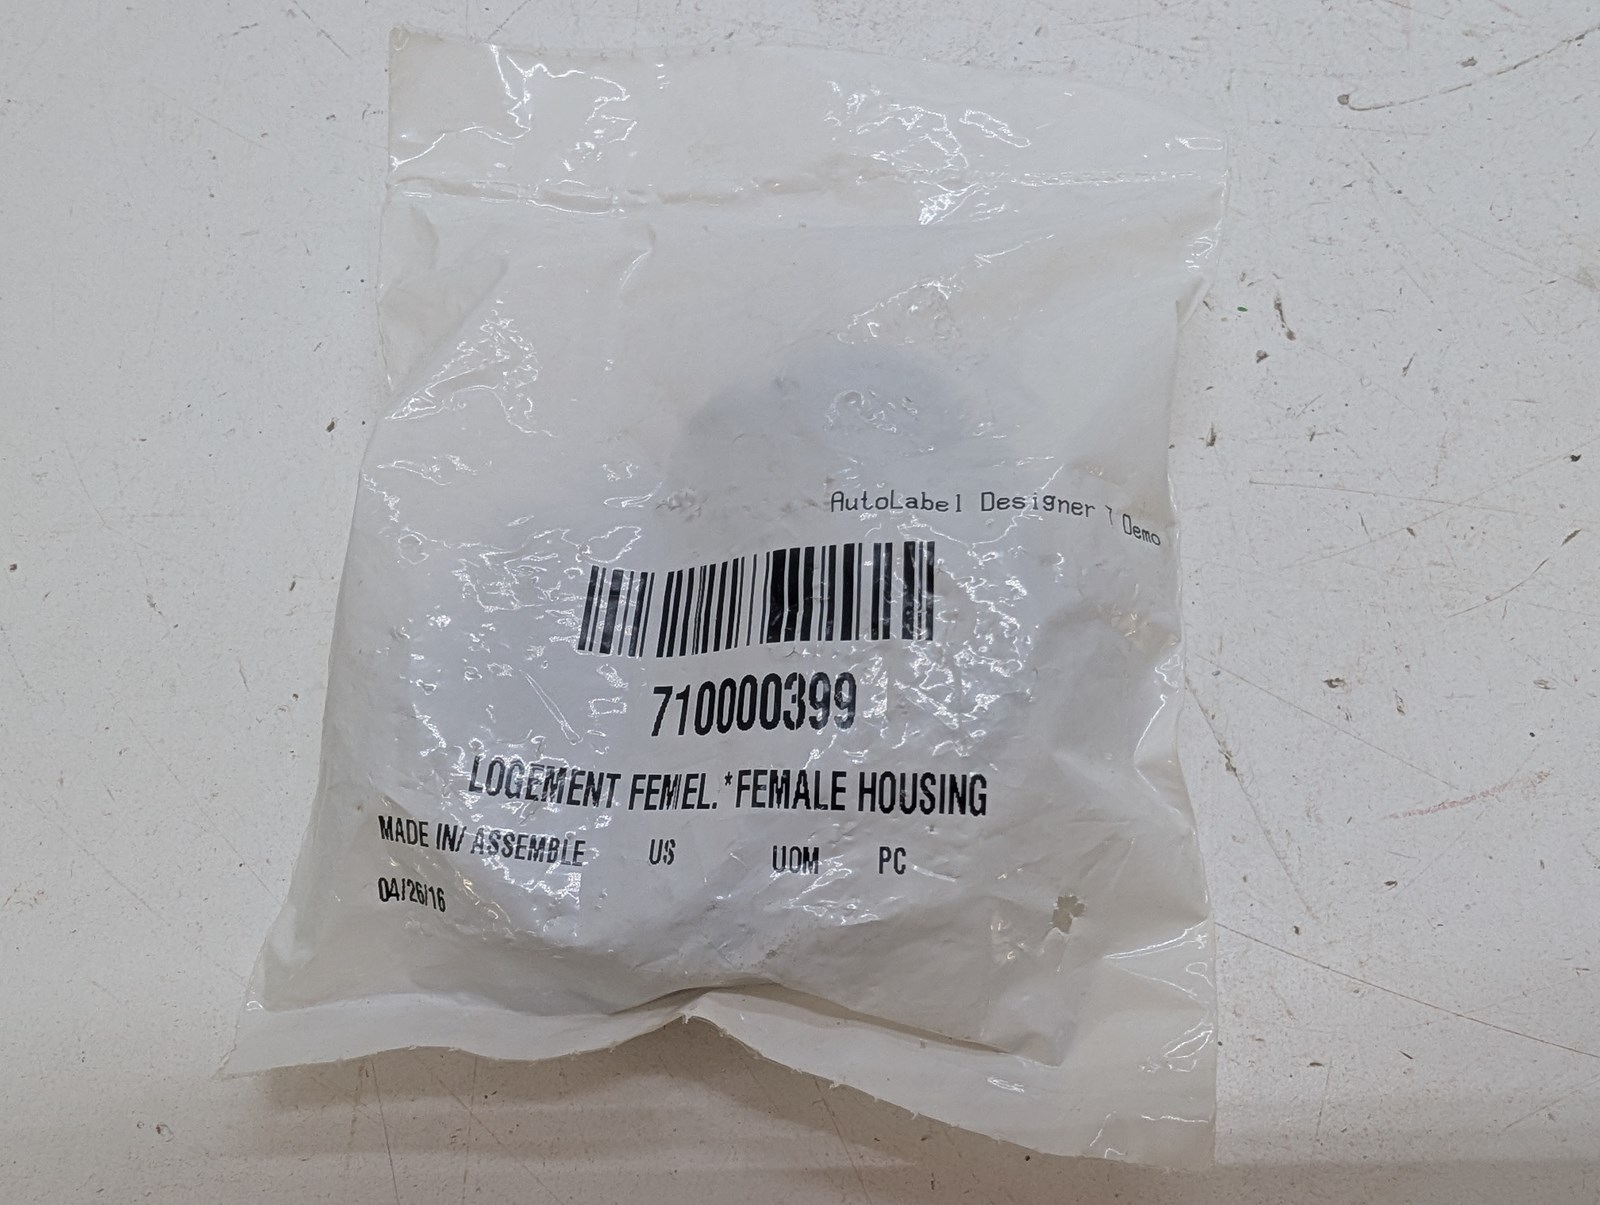 AutoLabel Designer 7 Demo
710000399
LOGEMENT FEMEL. *FEMALE HOUSING
MADE IN/ ASSEMBLE US UOM PC
04/26/16